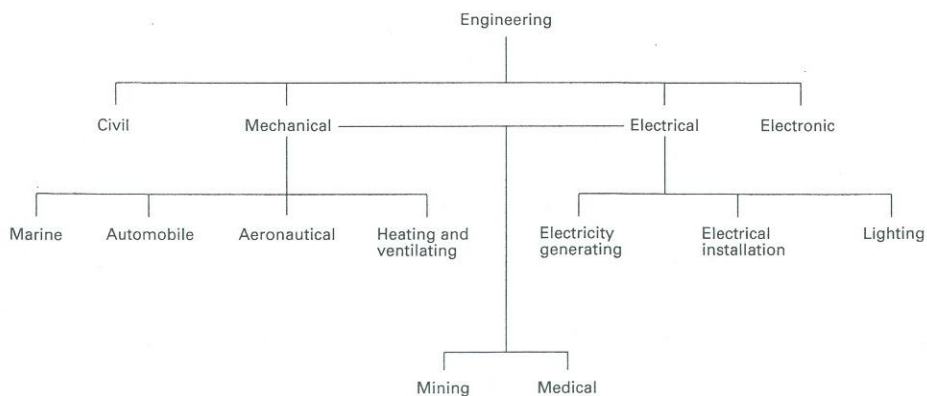 Engineering
Civil
Mechanical
Electrical
Electronic
Marine
Automobile
Aeronautical
Heating and
ventilating
Electricity
generating
Electrical
installation
Lighting
Mining
Medical